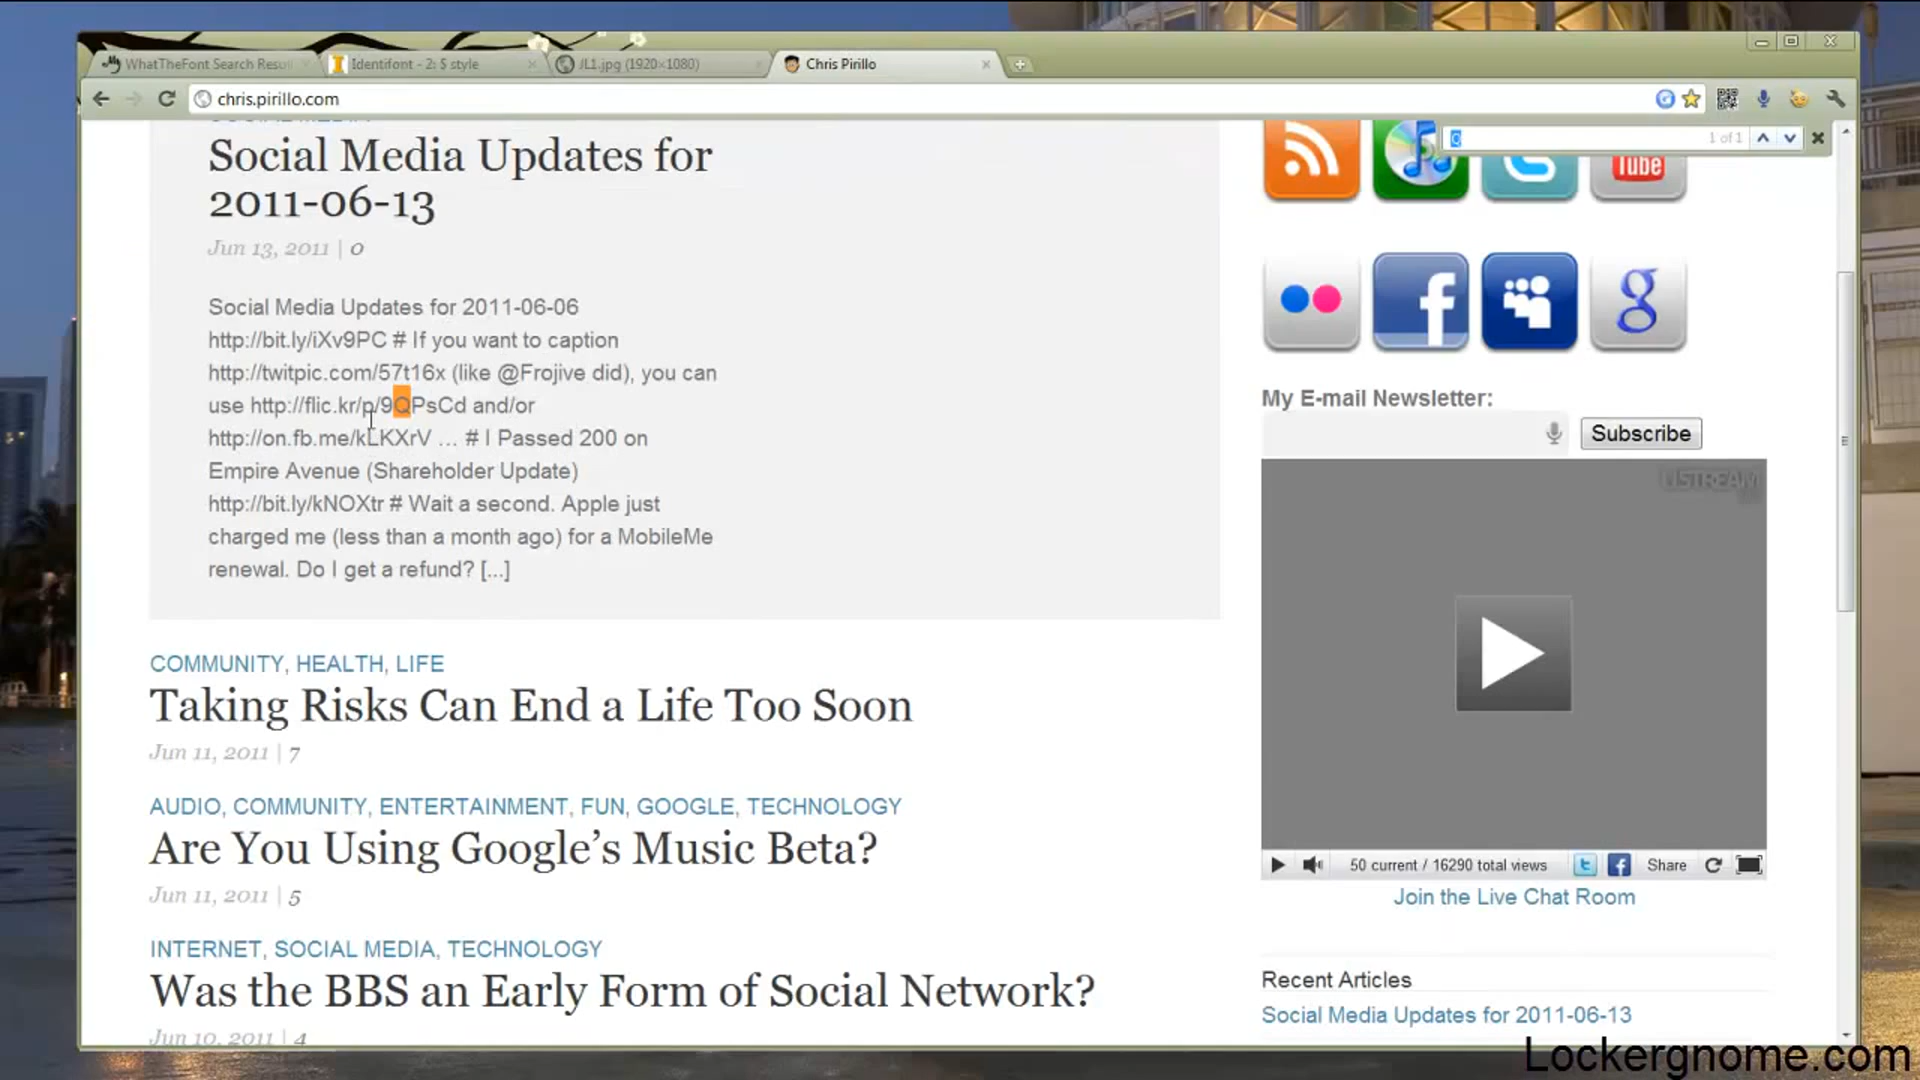 WhatTheFont Search Resul
Identifont - 2: $ style
/L1.jpg (1920×1080)
Chris Pirillo
chris.pirillo.com
1 of 1
Social Media Updates for
2011-06-13
Jun 13, 2011 | 0
Social Media Updates for 2011-06-06
http://bit.ly/iXv9PC # If you want to caption
http://twitpic.com/57t16x (like @Frojive did), you can
use http://flic.kr/p/9QPsCd and/or
http://on.fb.me/kLKXrV ... # I Passed 200 on
Empire Avenue (Shareholder Update)
http://bit.ly/kNOXtr # Wait a second. Apple just
charged me (less than a month ago) for a MobileMe
renewal. Do I get a refund? [...]
COMMUNITY, HEALTH, LIFE
Taking Risks Can End a Life Too Soon
Jun 11, 2011 | 7
AUDIO, COMMUNITY, ENTERTAINMENT, FUN, GOOGLE, TECHNOLOGY
Are You Using Google’s Music Beta?
Jun 11, 2011 | 5
INTERNET, SOCIAL MEDIA, TECHNOLOGY
Was the BBS an Early Form of Social Network?
Jun 10, 2011 | 4
Tube
My E-mail Newsletter:
Subscribe
USTREAM
50 current / 16290 total views
Share
Join the Live Chat Room
Recent Articles
Social Media Updates for 2011-06-13
Lockergnome.com